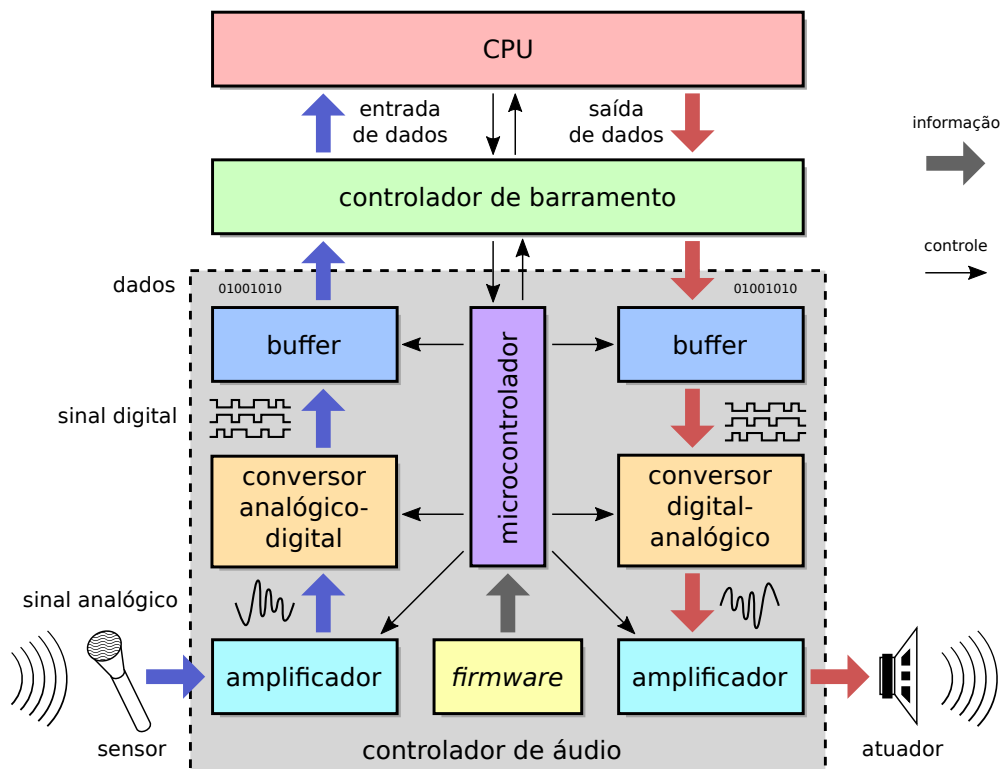 CPU
entrada
de dados
saída
de dados
informação
controlador de barramento
controle
dados
01001010
01001010
buffer
microcontrolador
buffer
sinal digital
conversor
analógico-
digital
conversor
digital-
analógico
sinal analógico
amplificador
firmware
amplificador
sensor
controlador de áudio
atuador